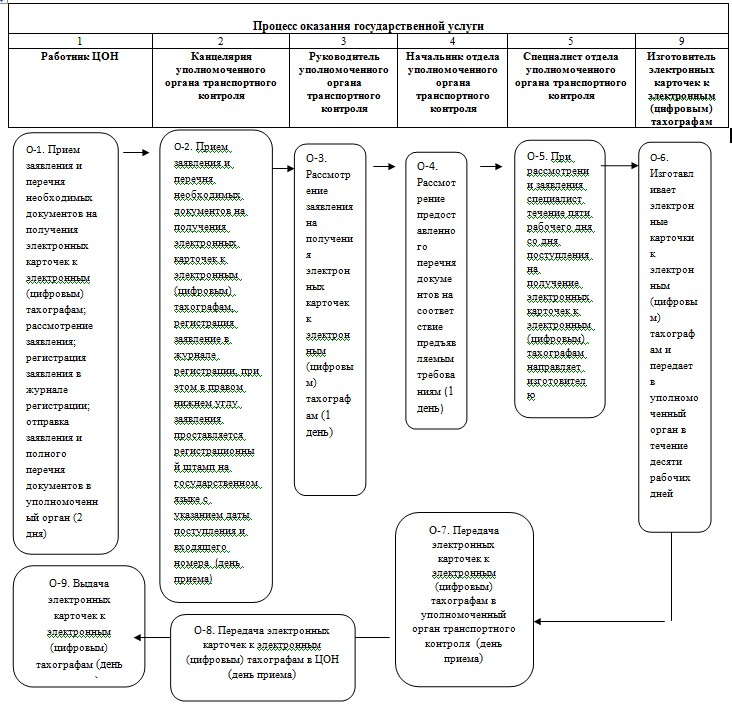 Процесс оказания государственной услуги
1
2
3
4
5
9
Работник ЦОН
Канцелярия
уполномоченого
органа транспортного
контроля
Руководитель
уполномоченного
органа
транспортного
контроля
Начальник отдела
уполномоченного
органа
транспортного
контроля
Специалист отдела
уполномоченного
органа транспортного
контроля
Изготовитель
электронных
карточек к
электронным
(цифровым)
тахографам
О-1. Прием
заявления и
перечня
необходимых
документов на
получения
электронных
карточек к
электронным
(цифровым)
тахографам;
рассмотрение
заявления;
регистрация
заявления в
журнале
регистрации;
отправка
заявления и
полного
перечня
документов в
уполномоченн
ый орган (2
дня)
О-2. Прием
заявления и
перечня
необходимых
документов на
получения
электронных
карточек к
электронным
(цифровым)
тахографам,
регистрация
заявление в
журнале
регистрации, при
этом в правом
нижнем углу
заявления
проставляется
регистрационны
й штамп на
государственном
языке с
указанием даты
поступления и
входящего
номера (день
приема)
О-3.
Рассмотр
ение
заявления
на
получени
я
электрон
ных
карточек
к
электрон
ным
(цифровы
м)
тахограф
ам (1
день)
О-4.
Рассмот
рение
предост
авленно
го
перечня
докуме
нтов на
соответ
ствие
предъяв
ляемым
требова
ниям (1
день)
О-5. При
рассмотрени
и заявления
специалист
течение пяти
рабочего дня
со дня
поступления
на
получение
электронных
карточек к
электронным
(цифровым)
тахографам
направляет
изготовител
ю
О-6.
Изготавл
ивает
электрон
ные
карточки
к
электрон
ным
(цифровы
м)
тахограф
ам и
передает
в
уполномо
ченный
орган в
течение
десяти
рабочих
дней
О-7. Передача
электронных
карточек к
электронным
(цифровым)
тахографам в
уполномоченный
орган транспортного
контроля (день
приема)
О-8. Передача электронных
карточек к электронным
(цифровым) тахографам в ЦОН
(день приема)
О-9. Выдача
электронных
карточек к
электронным
(цифровым)
тахографам (день